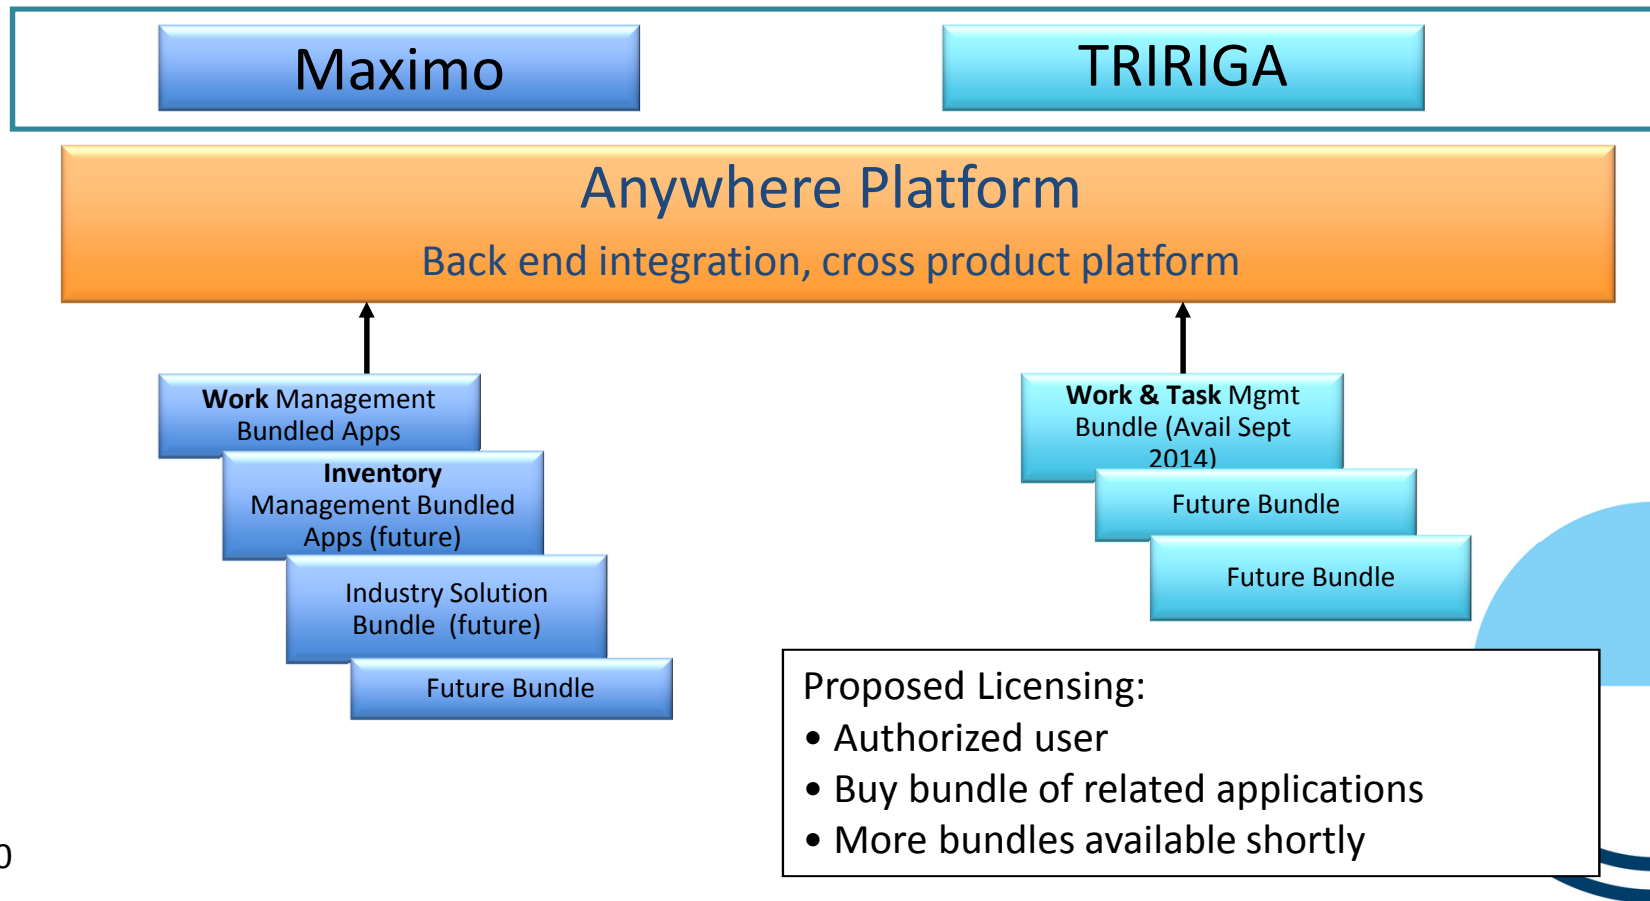 Maximo
TRIRIGA
Anywhere Platform
Back end integration, cross product platform
Work Management
Bundled Apps
Inventory
Management Bundled
Apps (future)
Industry Solution
Bundle (future)
Future Bundle
Work & Task Mgmt
Bundle (Avail Sept
2014)
Future Bundle
Future Bundle
Proposed Licensing:
• Authorized user
• Buy bundle of related applications
• More bundles available shortly
0